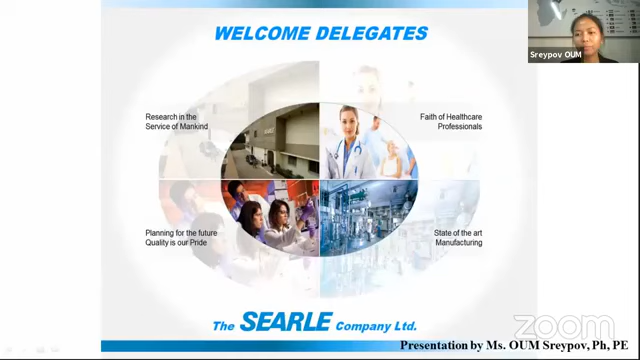 WELCOME DELEGATES
Sreypov OUM
Research in the
Service of Mankind
Faith of Healthcare
Professionals
Planning for the future
Quality is our Pride
State of the art
Manufacturing
The SEARLE Company Ltd.
zoom
Presentation by Ms. OUM Sreypov, Ph, PE